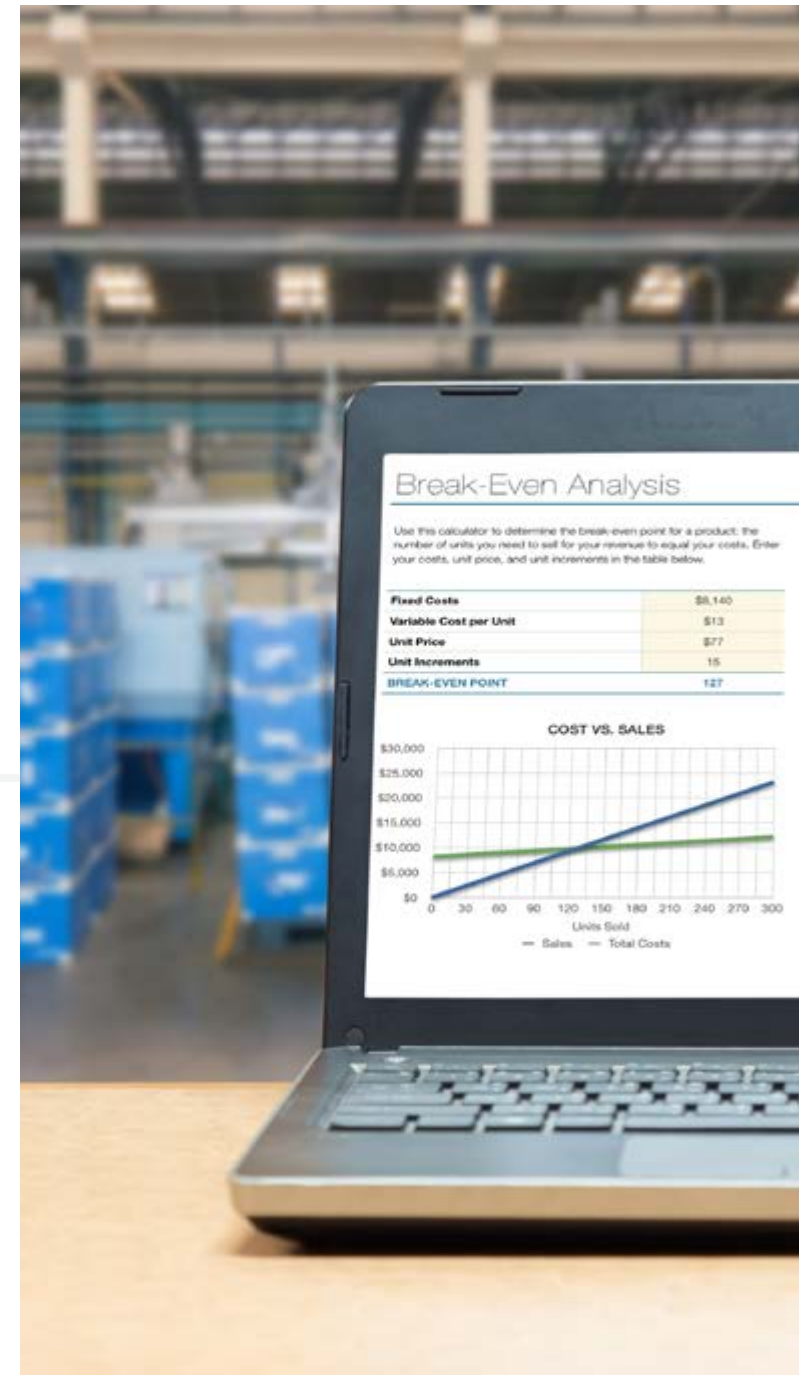 Break-Even Analysis
Use this calculator to determine the break-even point for a product: the
number of units you need to sell for your revenue to equal your costs. Enter
your costs, unit price, and unit increments in the table below.
Fixed Costs $8,140
Variable Cost per Unit $13
Unit Price $77
Unit Increments 15
BREAK-EVEN POINT 127
COST VS. SALES
$30,000
$25,000
$20,000
$15,000
$10,000
$5,000
$0
0 30 60 90 120 150 180 210 240 270 300
Units Sold
Sales Total Costs